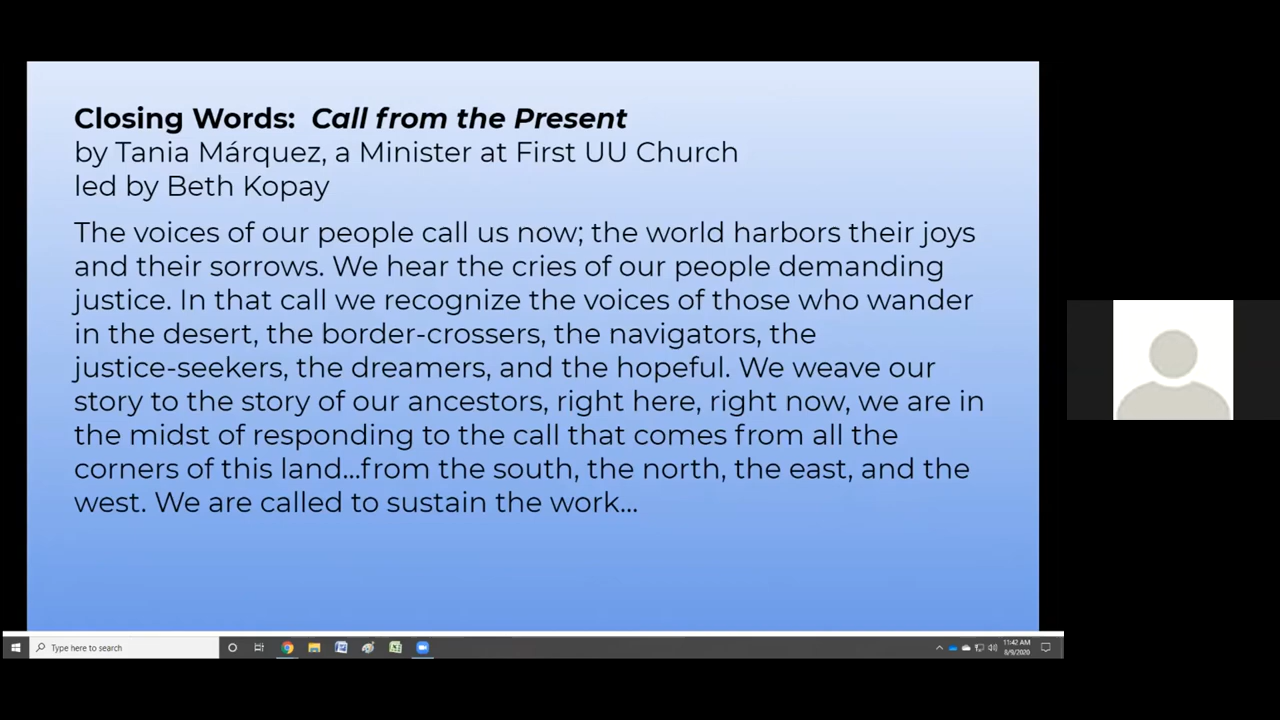 Closing Words: Call from the Present
by Tania Márquez, a Minister at First UU Church
led by Beth Kopay
The voices of our people call us now; the world harbors their joys
and their sorrows. We hear the cries of our people demanding
justice. In that call we recognize the voices of those who wander
in the desert, the border-crossers, the navigators, the
justice-seekers, the dreamers, and the hopeful. We weave our
story to the story of our ancestors, right here, right now, we are in
the midst of responding to the call that comes from all the
corners of this land...from the south, the north, the east, and the
west. We are called to sustain the work...
Type here to search
11:42 AM
8/9/2020